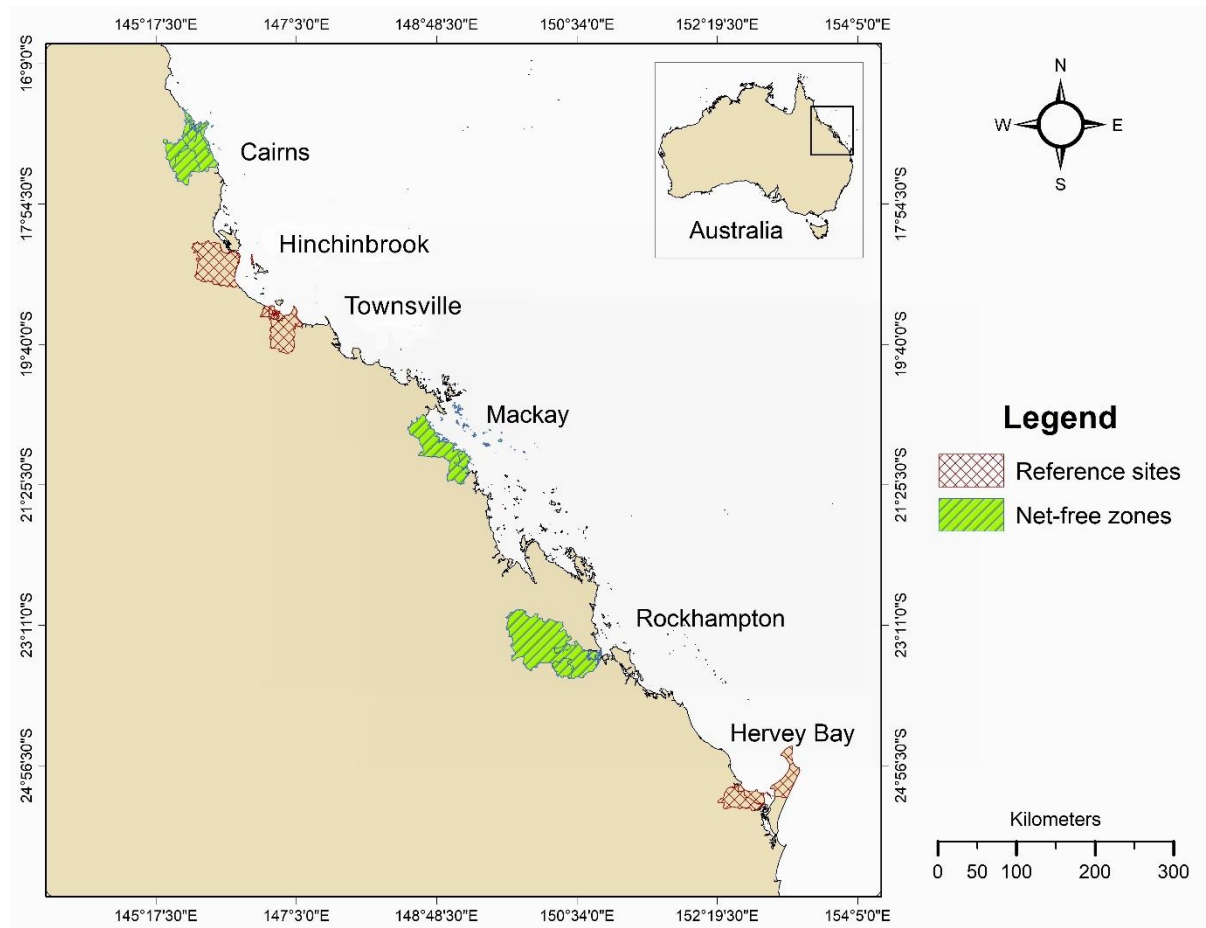 145°17'30"E 147°3'0"E 148°48'30"E 150°34'0"E 152°19'30"E 154°5'0"E
16°9'0"S
17°54'30"S
19°40'0"S
21°25'30"S
23°11'0"S
24°56'30"S
Cairns
Hinchinbrook
Townsville
Mackay
Rockhampton
Hervey Bay
Australia
16°9'0"S
17°54'30"S
19°40'0"S
21°25'30"S
23°11'0"S
24°56'30"S
145°17'30"E 147°3'0"E 148°48'30"E 150°34'0"E 152°19'30"E 154°5'0"E
N
W E
S
Legend
Reference sites
Net-free zones
Kilometers
0 50 100 200 300